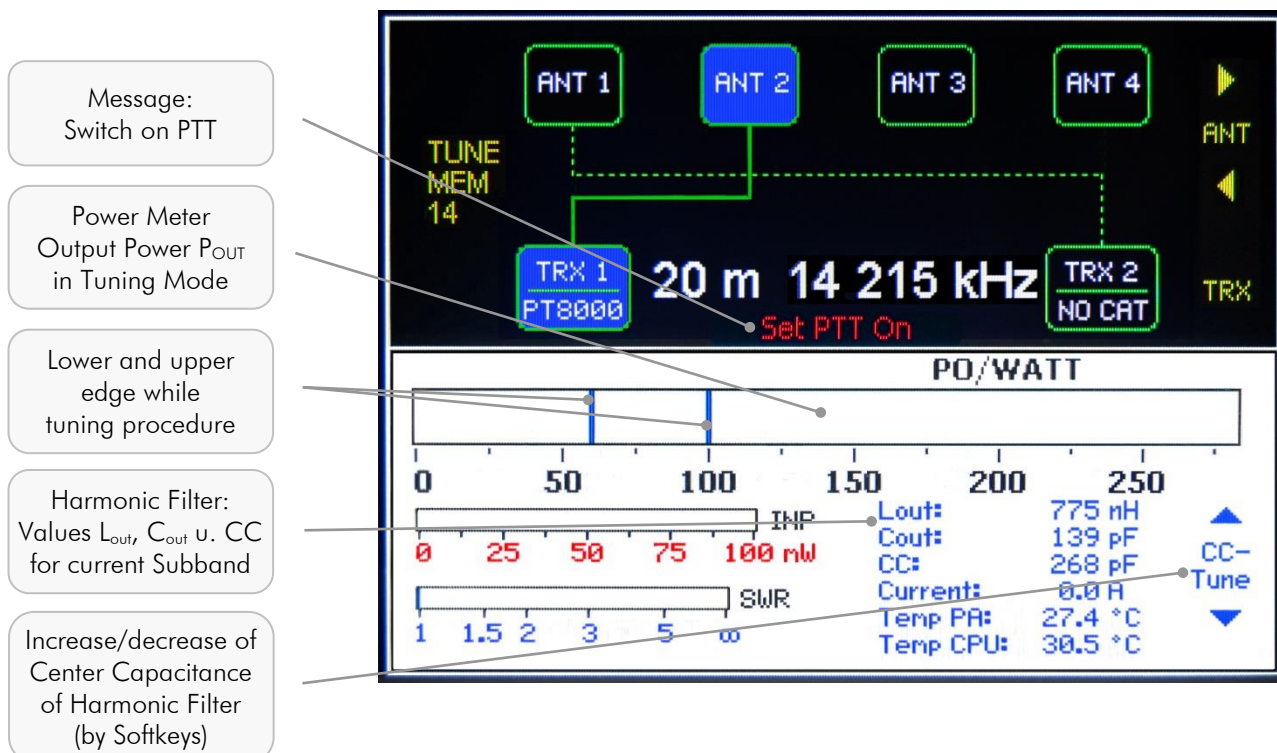 Message:
Switch on PTT
Power Meter
Output Power POUT
in Tuning Mode
Lower and upper
edge while
tuning procedure
Harmonic Filter:
Values Lout, Cout u. CC
for current Subband
Increase/decrease of
Center Capacitance
of Harmonic Filter
(by Softkeys)
ANT 1 ANT 2 ANT 3 ANT 4
ANT
TUNE
MEM
14
TRX 1
PT8000
20 m 14 215 kHz
TRX 2
NO CAT
TRX
Set PTT On
PO/WATT
0 50 100 150 200 250
INP
0 25 50 75 100 mW
SWR
1 1.5 2 3 5 ∞
Lout: 775 nH
Cout: 139 pF
CC: 268 pF
Current: 0.0 A
Temp PA: 27.4 °C
Temp CPU: 30.5 °C
CC-
Tune